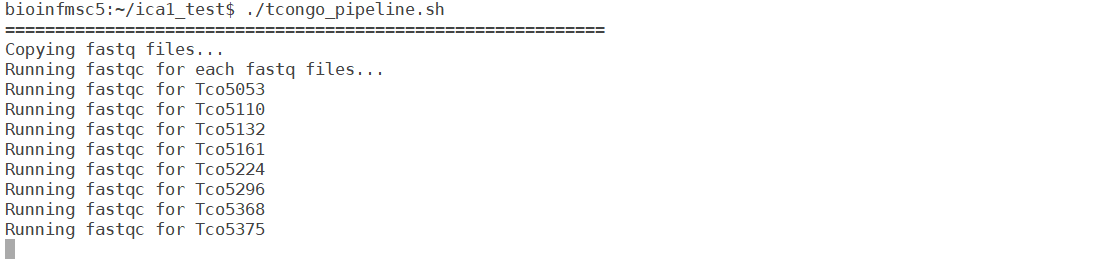 bioinfmsc5:~/ica1_test$ ./tcongo_pipeline.sh
============================================================
Copying fastq files...
Running fastqc for each fastq files...
Running fastqc for Tco5053
Running fastqc for Tco5110
Running fastqc for Tco5132
Running fastqc for Tco5161
Running fastqc for Tco5224
Running fastqc for Tco5296
Running fastqc for Tco5368
Running fastqc for Tco5375